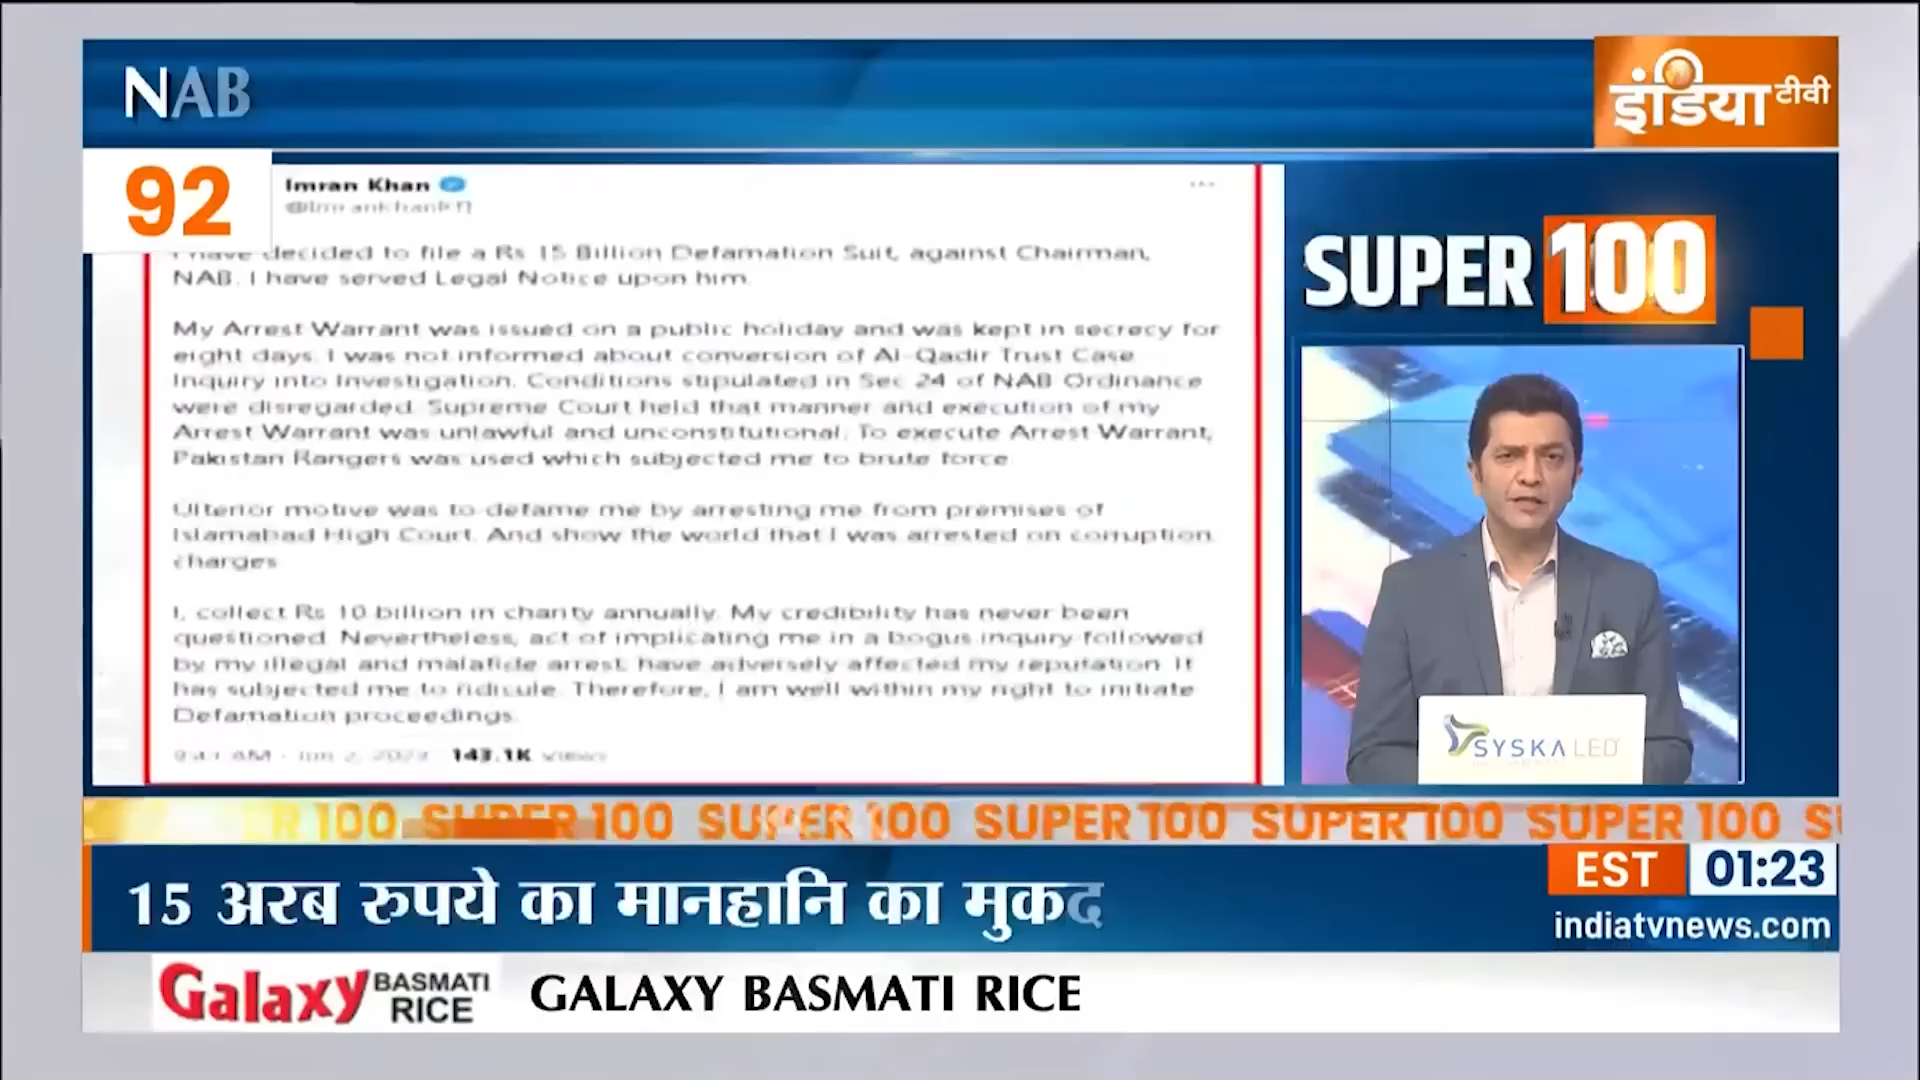 NAB
इंडिया टीवी
92
Imran Khan
I have decided to file a Rs 15 Billion Defamation Suit, against Chairman,
NAB. I have served Legal Notice upon him.
My Arrest Warrant was issued on a public holiday and was kept in secrecy for
eight days. I was not informed about conversion of Al-Qadir Trust Case
Inquiry into Investigation. Conditions stipulated in Sec 24 of NAB Ordinance
were disregarded. Supreme Court held that manner and execution of my
Arrest Warrant was unlawful and unconstitutional. To execute Arrest Warrant,
Pakistan Rangers was used which subjected me to brute force.
Ulterior motive was to defame me by arresting me from premises of
Islamabad High Court. And show the world that I was arrested on corruption
charges.
I, collect Rs 10 billion in charity annually. My credibility has never been
questioned. Nevertheless, act of implicating me in a bogus inquiry followed
by my illegal and malafide arrest, have adversely affected my reputation. It
has subjected me to ridicule. Therefore, I am well within my right to initiate
Defamation proceedings.
143.1K views
SUPER 100
SYSKA LED
ER 100 SUPER 100 SUPER 100 SUPER 100 SUPER 100 SUPER 100 SU
15 अरब रुपये का मानहानि का मुकद
EST 01:23
indiatvnews.com
Galaxy BASMATI RICE
GALAXY BASMATI RICE